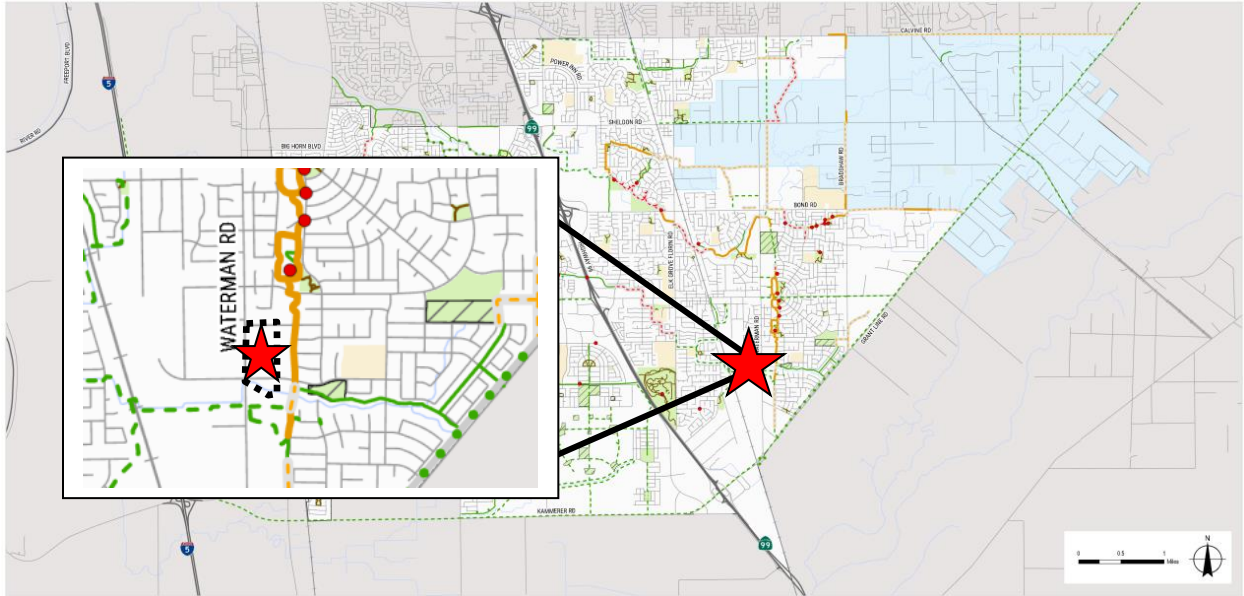 CALVINE RD
FREEPORT BLVD
5
POWER INN RD
RIVER RD
99
SHELDON RD
BIG HORN BLVD
BRADSHAW RD
BOND RD
WATERMAN RD
ELK GROVE FLORIN RD
HIGHWAY 99
GRANT LINE RD
KAMMERER RD
5
99
N
0 0.5 1
Miles